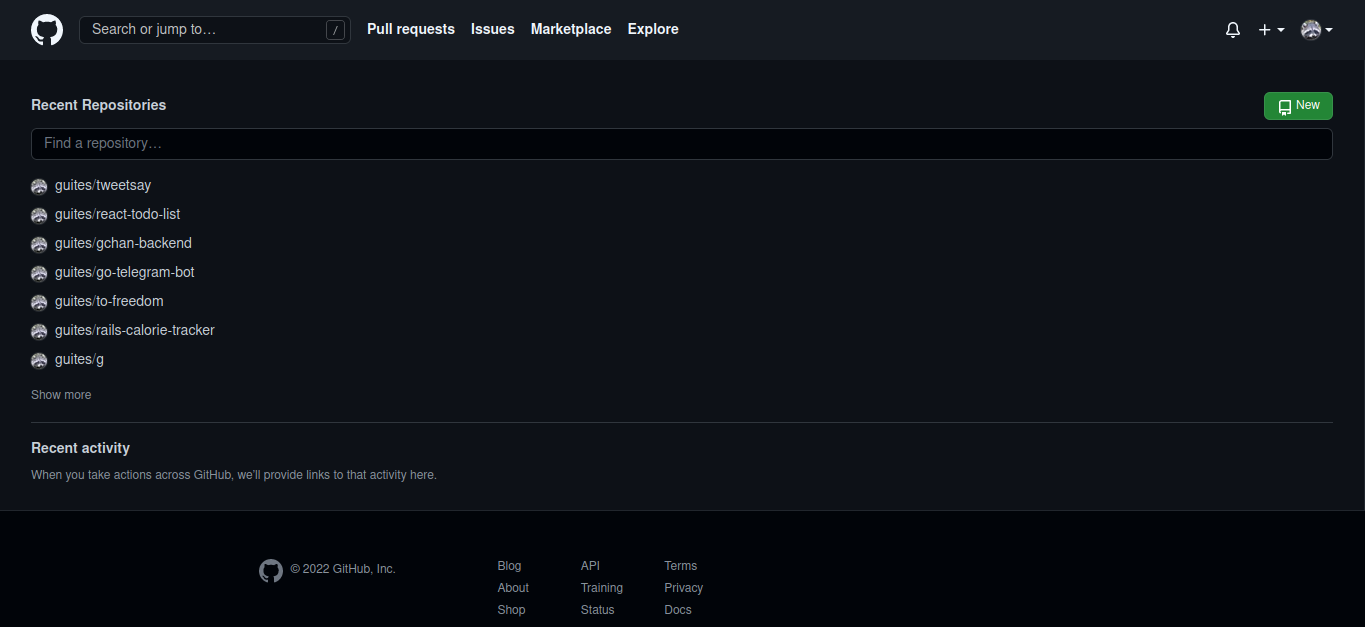 Search or jump to… / Pull requests Issues Marketplace Explore
Recent Repositories New
Find a repository…
guites/tweetsay
guites/react-todo-list
guites/gchan-backend
guites/go-telegram-bot
guites/to-freedom
guites/rails-calorie-tracker
guites/g
Show more
Recent activity
When you take actions across GitHub, we'll provide links to that activity here.
© 2022 GitHub, Inc. Blog API Terms
About Training Privacy
Shop Status Docs